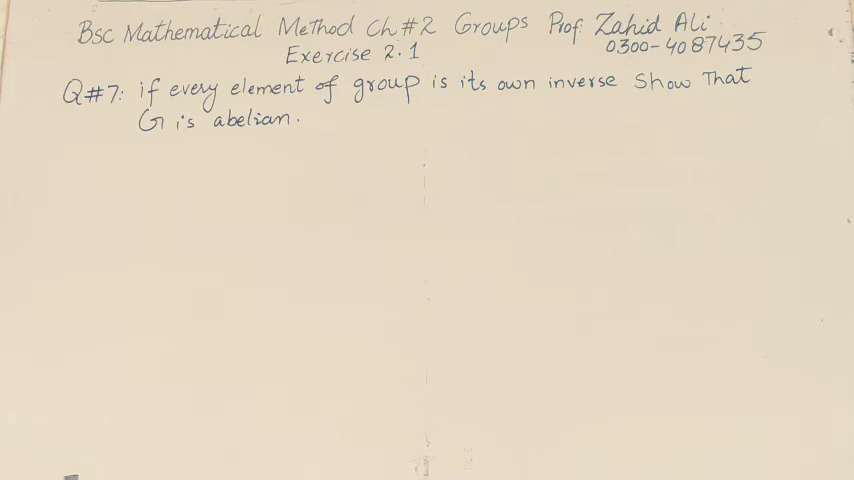 Bsc Mathematical Method Ch#2 Groups Prof Zahid Ali
Exercise 2.1 0300-4087435
Q#7: if every element of group is its own inverse Show That
G is abelian.